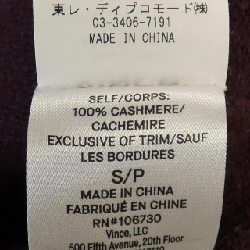 東レ・ディプロモード㈱
03-3406-7191
MADE IN CHINA
SELF/CORPS:
100% CASHMERE/
CACHEMIRE
EXCLUSIVE OF TRIM/SAUF
LES BORDURES
S/P
MADE IN CHINA
FABRIQUÉ EN CHINE
RN#106730
Vince, LLC
500 Fifth Avenue, 20th Floor